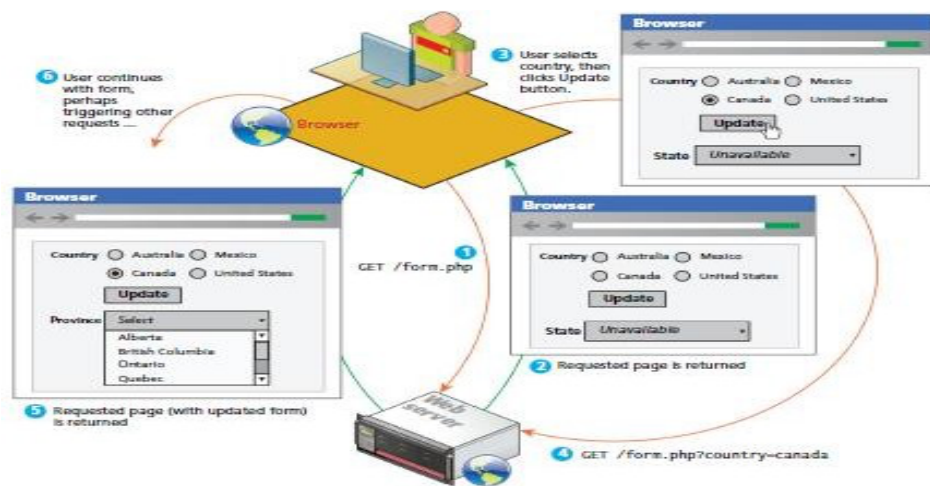 6 User continues
with form,
perhaps
triggering other
requests ...
Browser
3 User selects
country, then
clicks Update
button.
Browser
Country Australia Mexico
Canada United States
Update
State Unavailable
1
GET /form.php
Browser
Country Australia Mexico
Canada United States
Update
State Unavailable
2 Requested page is returned
Browser
Country Australia Mexico
Canada United States
Update
Province Select
Alberta
British Columbia
Ontario
Quebec
5 Requested page (with updated form)
is returned
Web
server
4 GET /form.php?country=canada